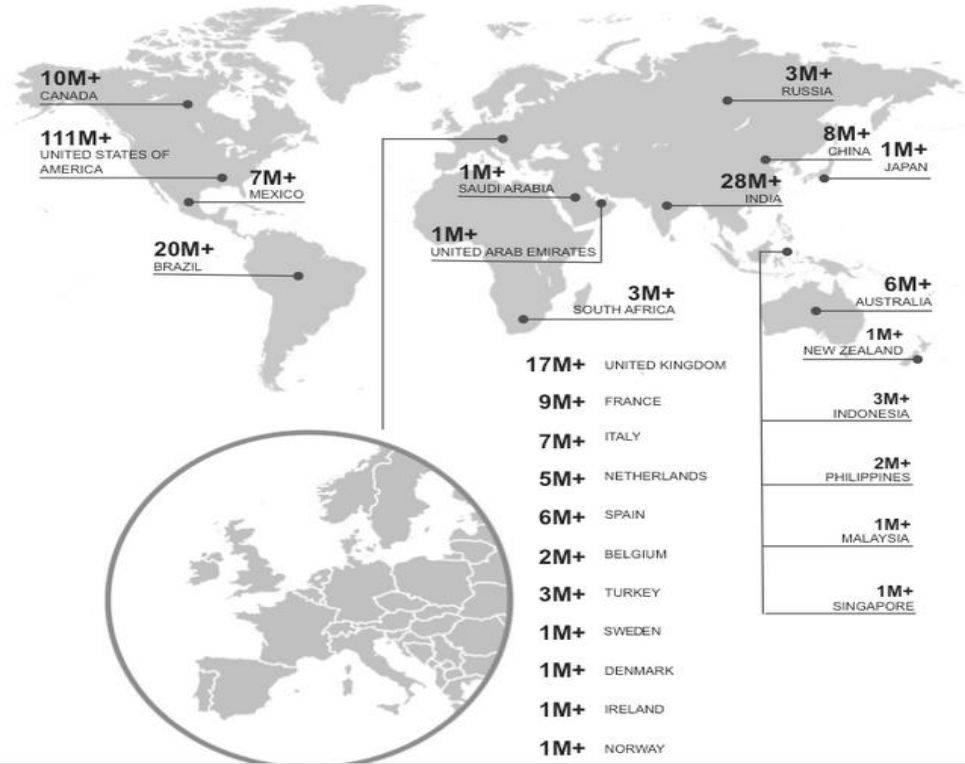 10M+
CANADA
111M+
UNITED STATES OF
AMERICA
7M+
MEXICO
20M+
BRAZIL
1M+
SAUDI ARABIA
1M+
UNITED ARAB EMIRATES
3M+
SOUTH AFRICA
3M+
RUSSIA
8M+
CHINA
1M+
JAPAN
28M+
INDIA
6M+
AUSTRALIA
1M+
NEW ZEALAND
3M+
INDONESIA
2M+
PHILIPPINES
1M+
MALAYSIA
1M+
SINGAPORE
17M+ UNITED KINGDOM
9M+ FRANCE
7M+ ITALY
5M+ NETHERLANDS
6M+ SPAIN
2M+ BELGIUM
3M+ TURKEY
1M+ SWEDEN
1M+ DENMARK
1M+ IRELAND
1M+ NORWAY